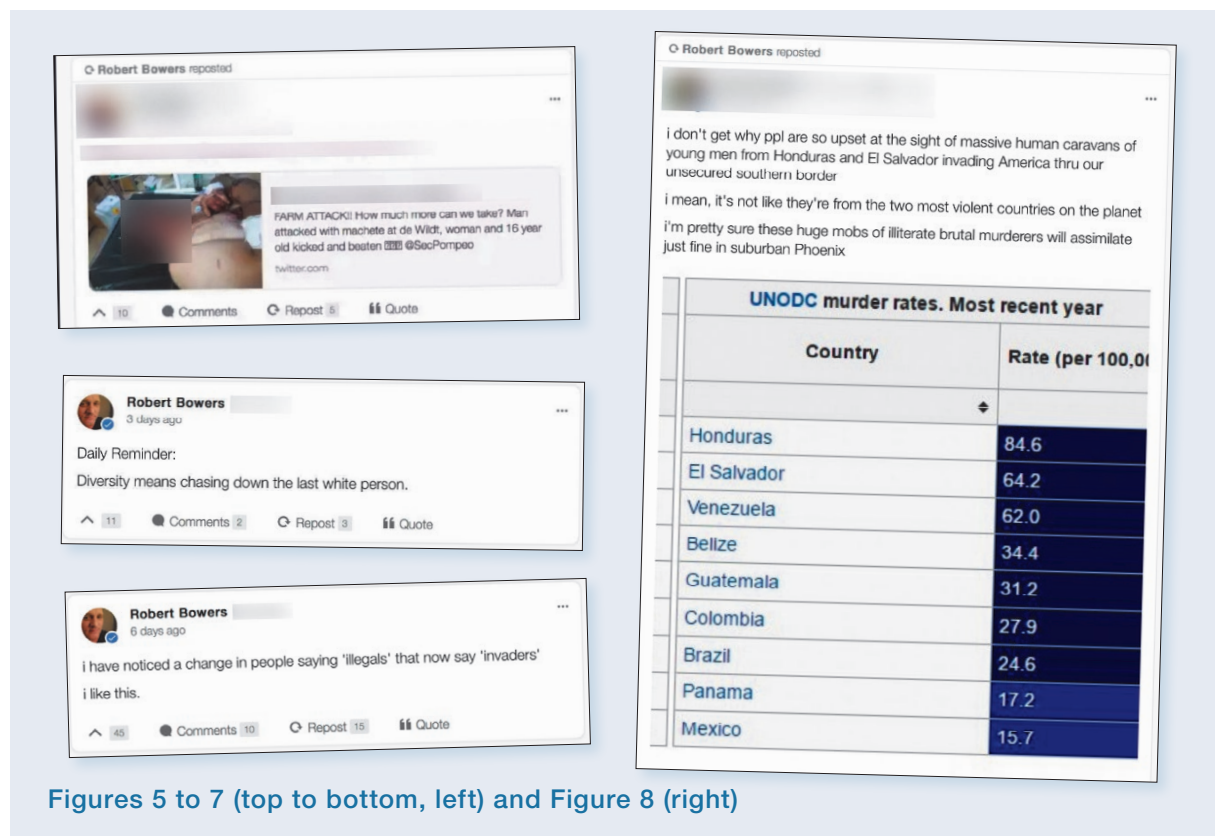 Robert Bowers reposted
FARM ATTACK!! How much more can we take? Man
attacked with machete at de Wildt, woman and 16 year
old kicked and beaten @SecPompeo
twitter.com
10 Comments Repost 5 Quote
Robert Bowers
3 days ago
Daily Reminder:
Diversity means chasing down the last white person.
11 Comments 2 Repost 3 Quote
Robert Bowers
6 days ago
i have noticed a change in people saying 'illegals' that now say 'invaders'
i like this.
45 Comments 10 Repost 15 Quote
Robert Bowers reposted
i don't get why ppl are so upset at the sight of massive human caravans of
young men from Honduras and El Salvador invading America thru our
unsecured southern border
i mean, it's not like they're from the two most violent countries on the planet
i'm pretty sure these huge mobs of illiterate brutal murderers will assimilate
just fine in suburban Phoenix
UNODC murder rates. Most recent year
Country Rate (per 100,00
Honduras 84.6
El Salvador 64.2
Venezuela 62.0
Belize 34.4
Guatemala 31.2
Colombia 27.9
Brazil 24.6
Panama 17.2
Mexico 15.7
Figures 5 to 7 (top to bottom, left) and Figure 8 (right)